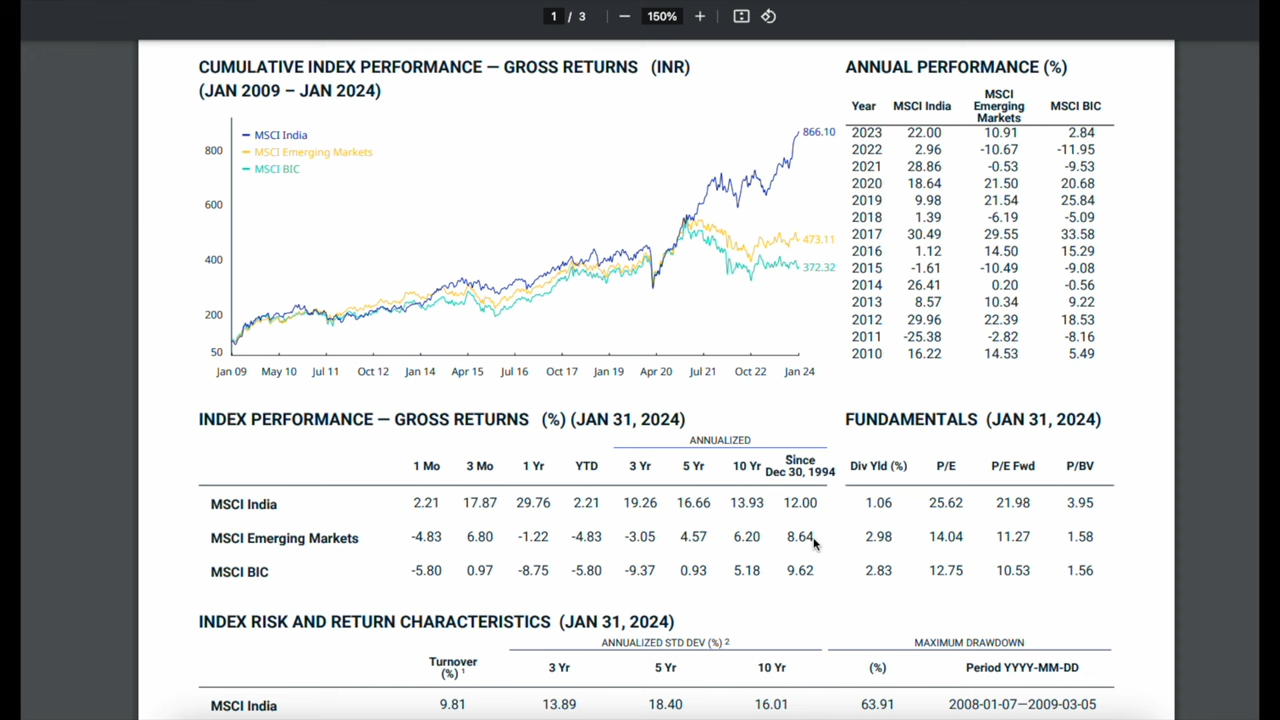 1 / 3 150%
CUMULATIVE INDEX PERFORMANCE — GROSS RETURNS (INR)
(JAN 2009 – JAN 2024)
MSCI India
MSCI Emerging Markets
MSCI BIC
866.10
473.11
372.32
800
600
400
200
50
Jan 09 May 10 Jul 11 Oct 12 Jan 14 Apr 15 Jul 16 Oct 17 Jan 19 Apr 20 Jul 21 Oct 22 Jan 24
ANNUAL PERFORMANCE (%)
Year MSCI India MSCI Emerging Markets MSCI BIC
2023 22.00 10.91 2.84
2022 2.96 -10.67 -11.95
2021 28.86 -0.53 -9.53
2020 18.64 21.50 20.68
2019 9.98 21.54 25.84
2018 1.39 -6.19 -5.09
2017 30.49 29.55 33.58
2016 1.12 14.50 15.29
2015 -1.61 -10.49 -9.08
2014 26.41 0.20 -0.56
2013 8.57 10.34 9.22
2012 29.96 22.39 18.53
2011 -25.38 -2.82 -8.16
2010 16.22 14.53 5.49
INDEX PERFORMANCE — GROSS RETURNS (%) (JAN 31, 2024)
ANNUALIZED
1 Mo 3 Mo 1 Yr YTD 3 Yr 5 Yr 10 Yr Since Dec 30, 1994
MSCI India 2.21 17.87 29.76 2.21 19.26 16.66 13.93 12.00
MSCI Emerging Markets -4.83 6.80 -1.22 -4.83 -3.05 4.57 6.20 8.64
MSCI BIC -5.80 0.97 -8.75 -5.80 -9.37 0.93 5.18 9.62
FUNDAMENTALS (JAN 31, 2024)
Div Yld (%) P/E P/E Fwd P/BV
1.06 25.62 21.98 3.95
2.98 14.04 11.27 1.58
2.83 12.75 10.53 1.56
INDEX RISK AND RETURN CHARACTERISTICS (JAN 31, 2024)
ANNUALIZED STD DEV (%) 2 MAXIMUM DRAWDOWN
Turnover (%) 1 3 Yr 5 Yr 10 Yr (%) Period YYYY-MM-DD
MSCI India 9.81 13.89 18.40 16.01 63.91 2008-01-07—2009-03-05